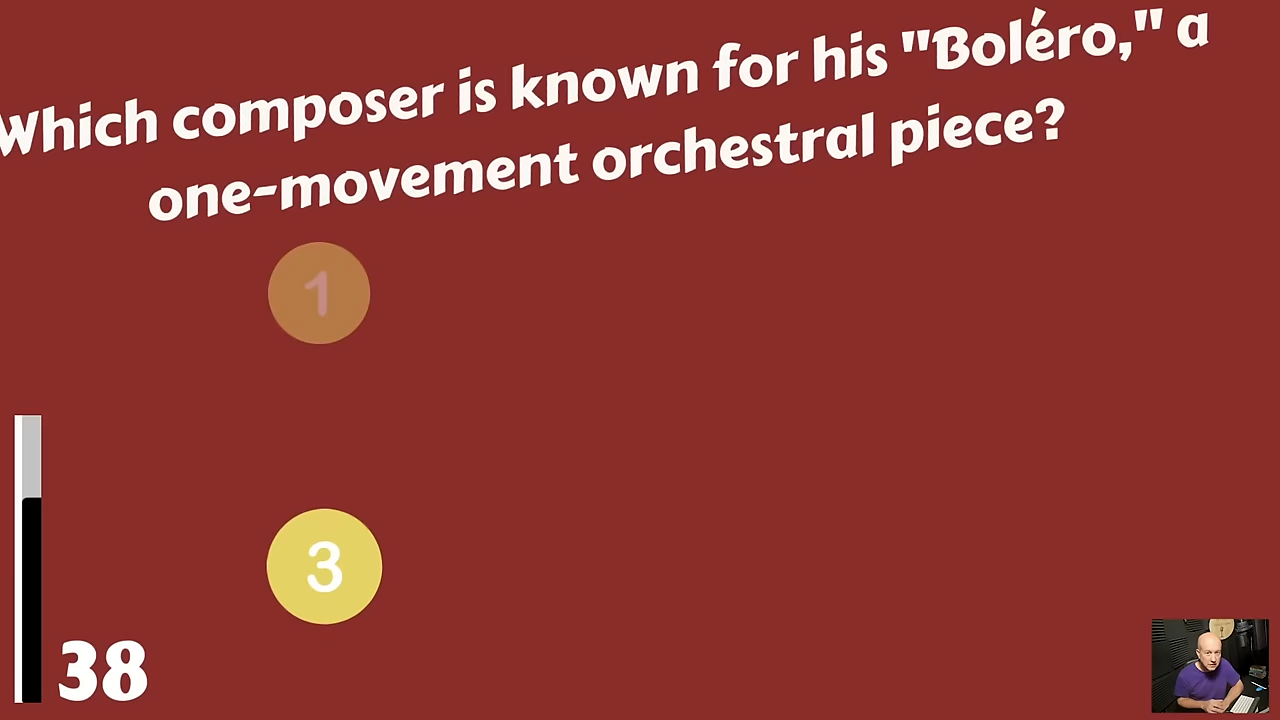 Which composer is known for his "Boléro," a
one-movement orchestral piece?
1
3
38